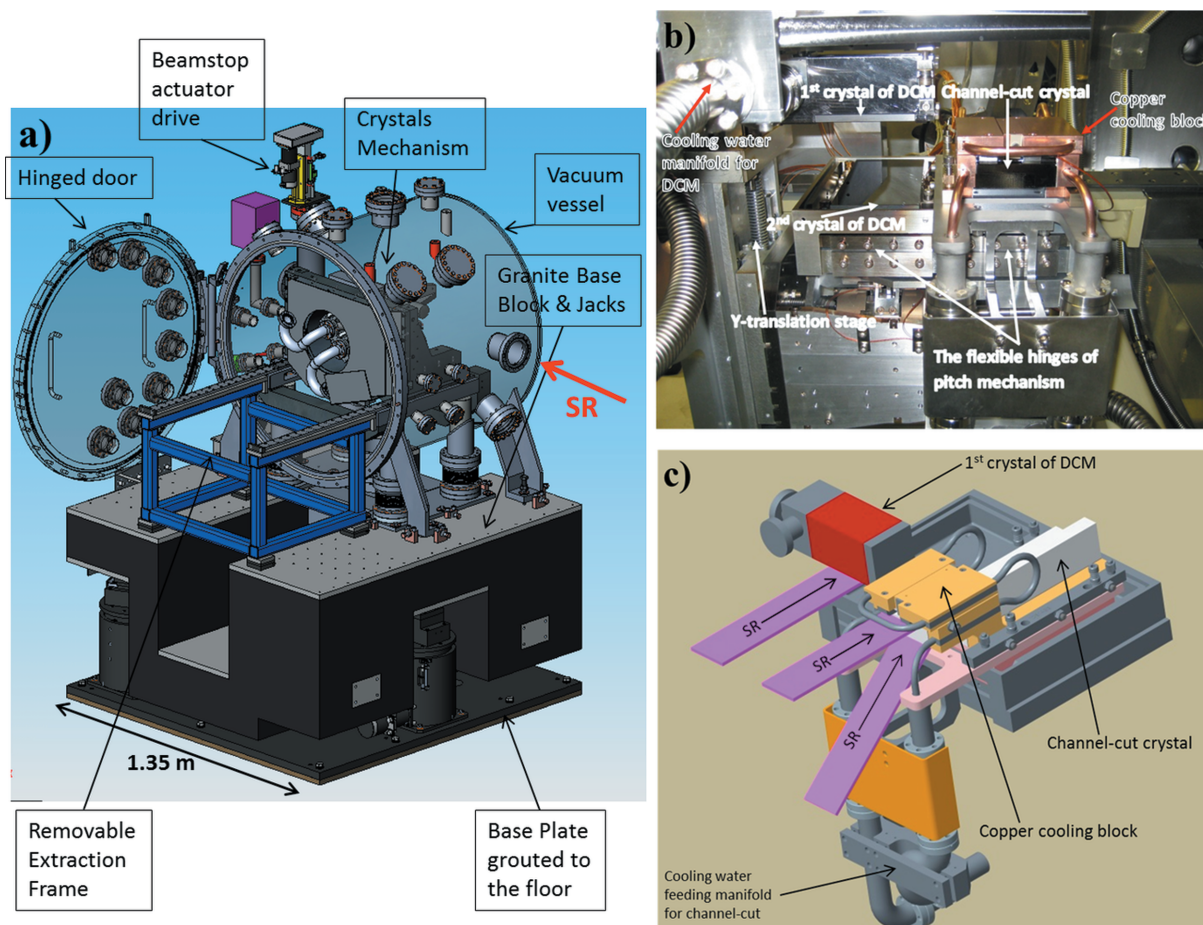 a)
Beamstop
actuator
drive
Crystals
Mechanism
Hinged door
Vacuum
vessel
Granite Base
Block & Jacks
SR
1.35 m
Removable
Extraction
Frame
Base Plate
grouted to
the floor
b)
1st crystal of DCM
Channel-cut crystal
Copper
cooling block
Cooling water
manifold for
DCM
2nd crystal of DCM
Y-translation stage
The flexible hinges of
pitch mechanism
c)
1st crystal of DCM
SR
SR
SR
Channel-cut crystal
Copper cooling block
Cooling water
feeding manifold
for channel-cut